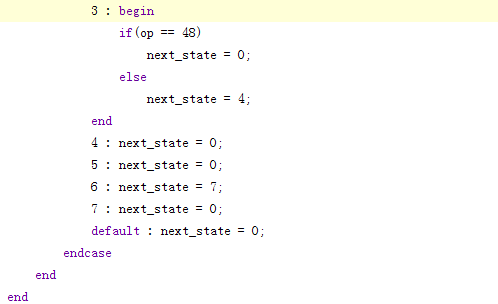 3 : begin
if(op == 48)
next_state = 0;
else
next_state = 4;
end
4 : next_state = 0;
5 : next_state = 0;
6 : next_state = 7;
7 : next_state = 0;
default : next_state = 0;
endcase
end
end